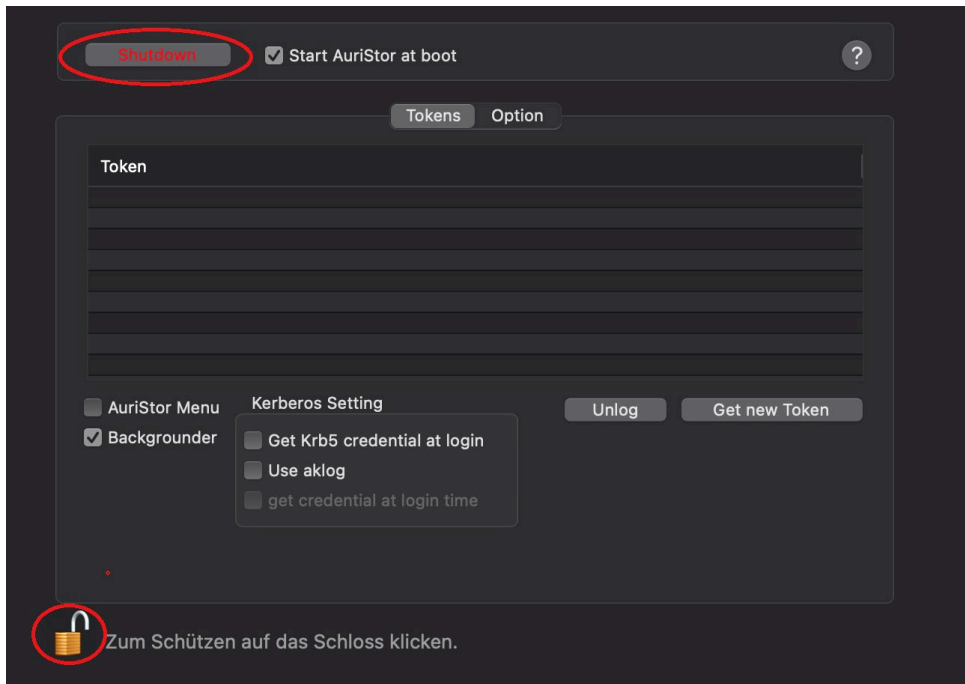 Shutdown
Start AuriStor at boot
?
Tokens
Option
Token
AuriStor Menu
Backgrounder
Kerberos Setting
Get Krb5 credential at login
Use aklog
get credential at login time
Unlog
Get new Token
Zum Schützen auf das Schloss klicken.